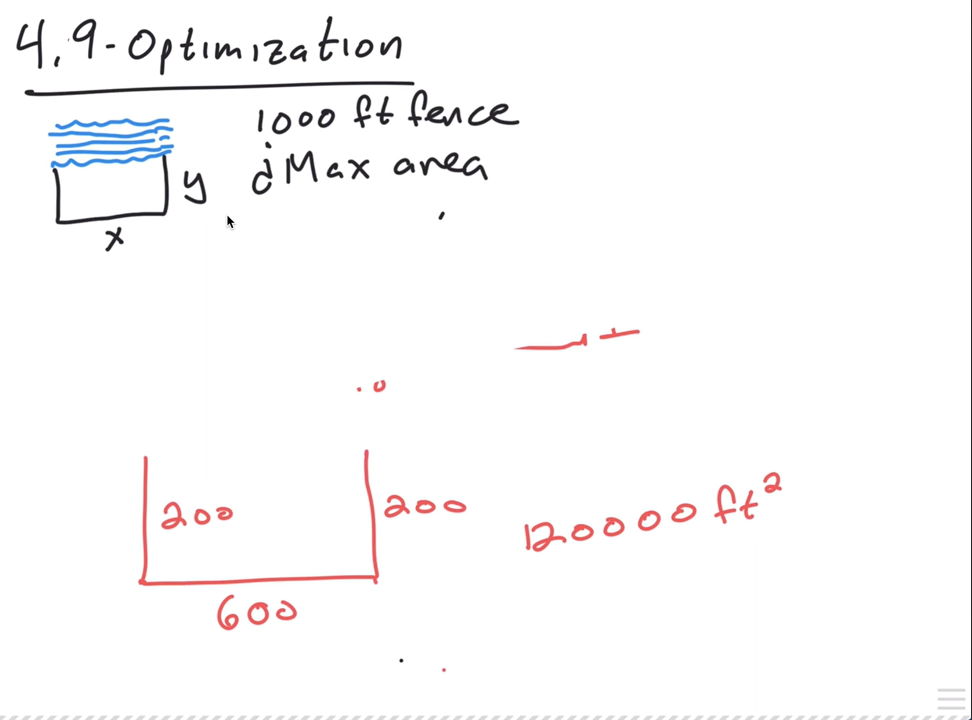 4.9-Optimization
1000 ft fence
¿Max area
y
x
200
200
120000 ft²
600